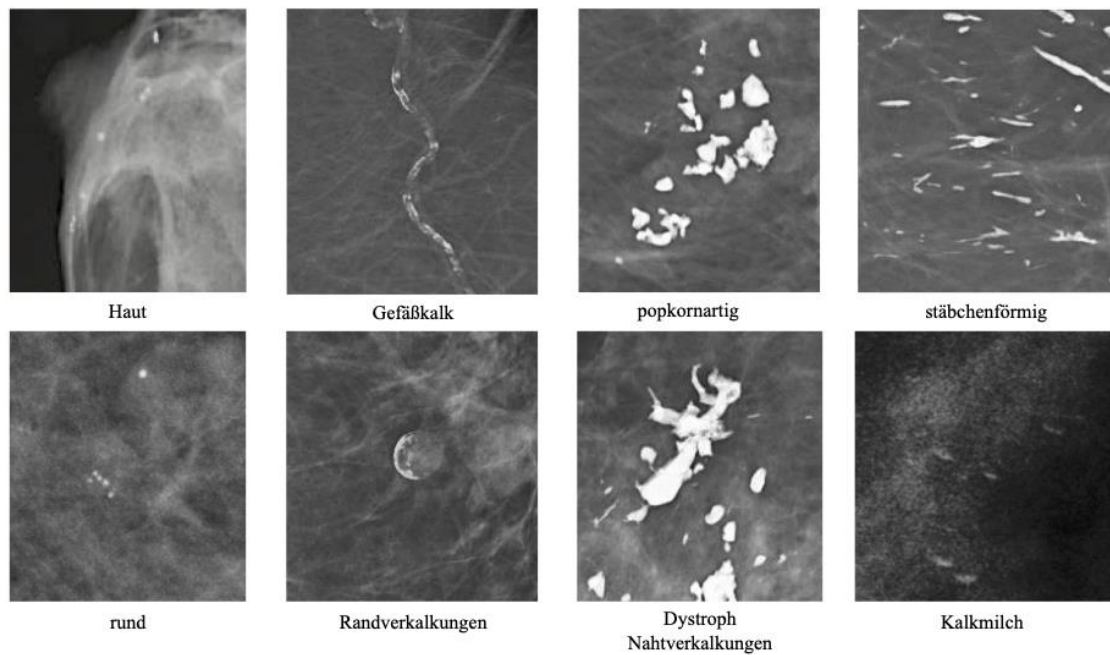 Haut
Gefäßkalk
popkornartig
stäbchenförmig
rund
Randverkalkungen
Dystroph
Nahtverkalkungen
Kalkmilch